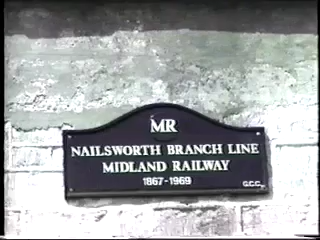 MR
NAILSWORTH BRANCH LINE
MIDLAND RAILWAY
1867-1969
G.C.C.